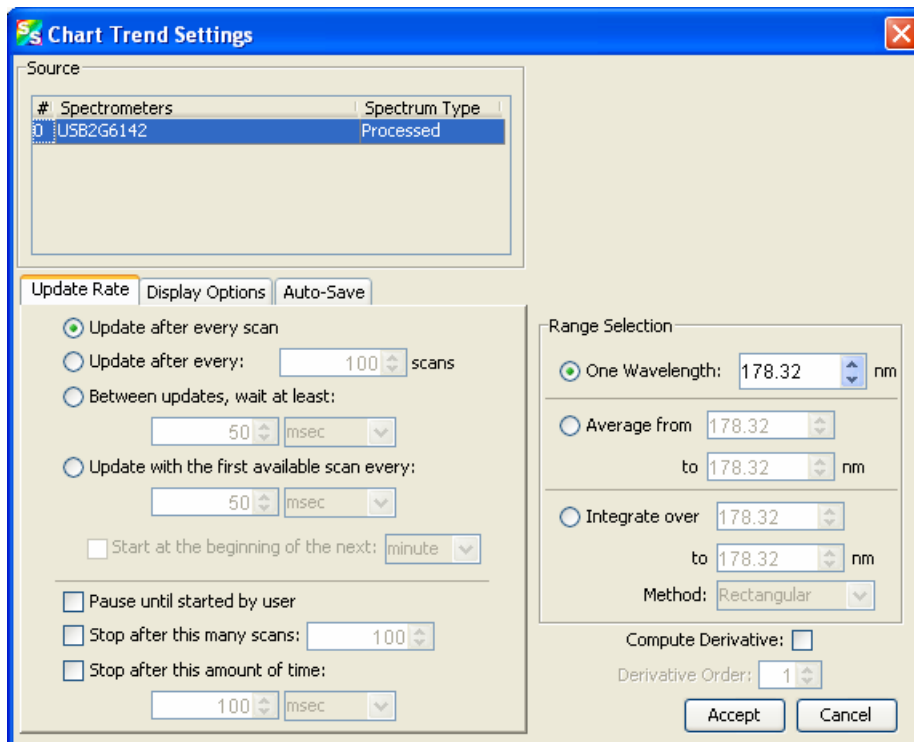 Chart Trend Settings
Source
# Spectrometers Spectrum Type
0 USB2G6142 Processed
Update Rate Display Options Auto-Save
Update after every scan
Update after every: 100 scans
Between updates, wait at least:
50 msec
Update with the first available scan every:
50 msec
Start at the beginning of the next: minute
Pause until started by user
Stop after this many scans: 100
Stop after this amount of time:
100 msec
Range Selection
One Wavelength: 178.32 nm
Average from 178.32
to 178.32 nm
Integrate over 178.32
to 178.32 nm
Method: Rectangular
Compute Derivative:
Derivative Order: 1
Accept Cancel